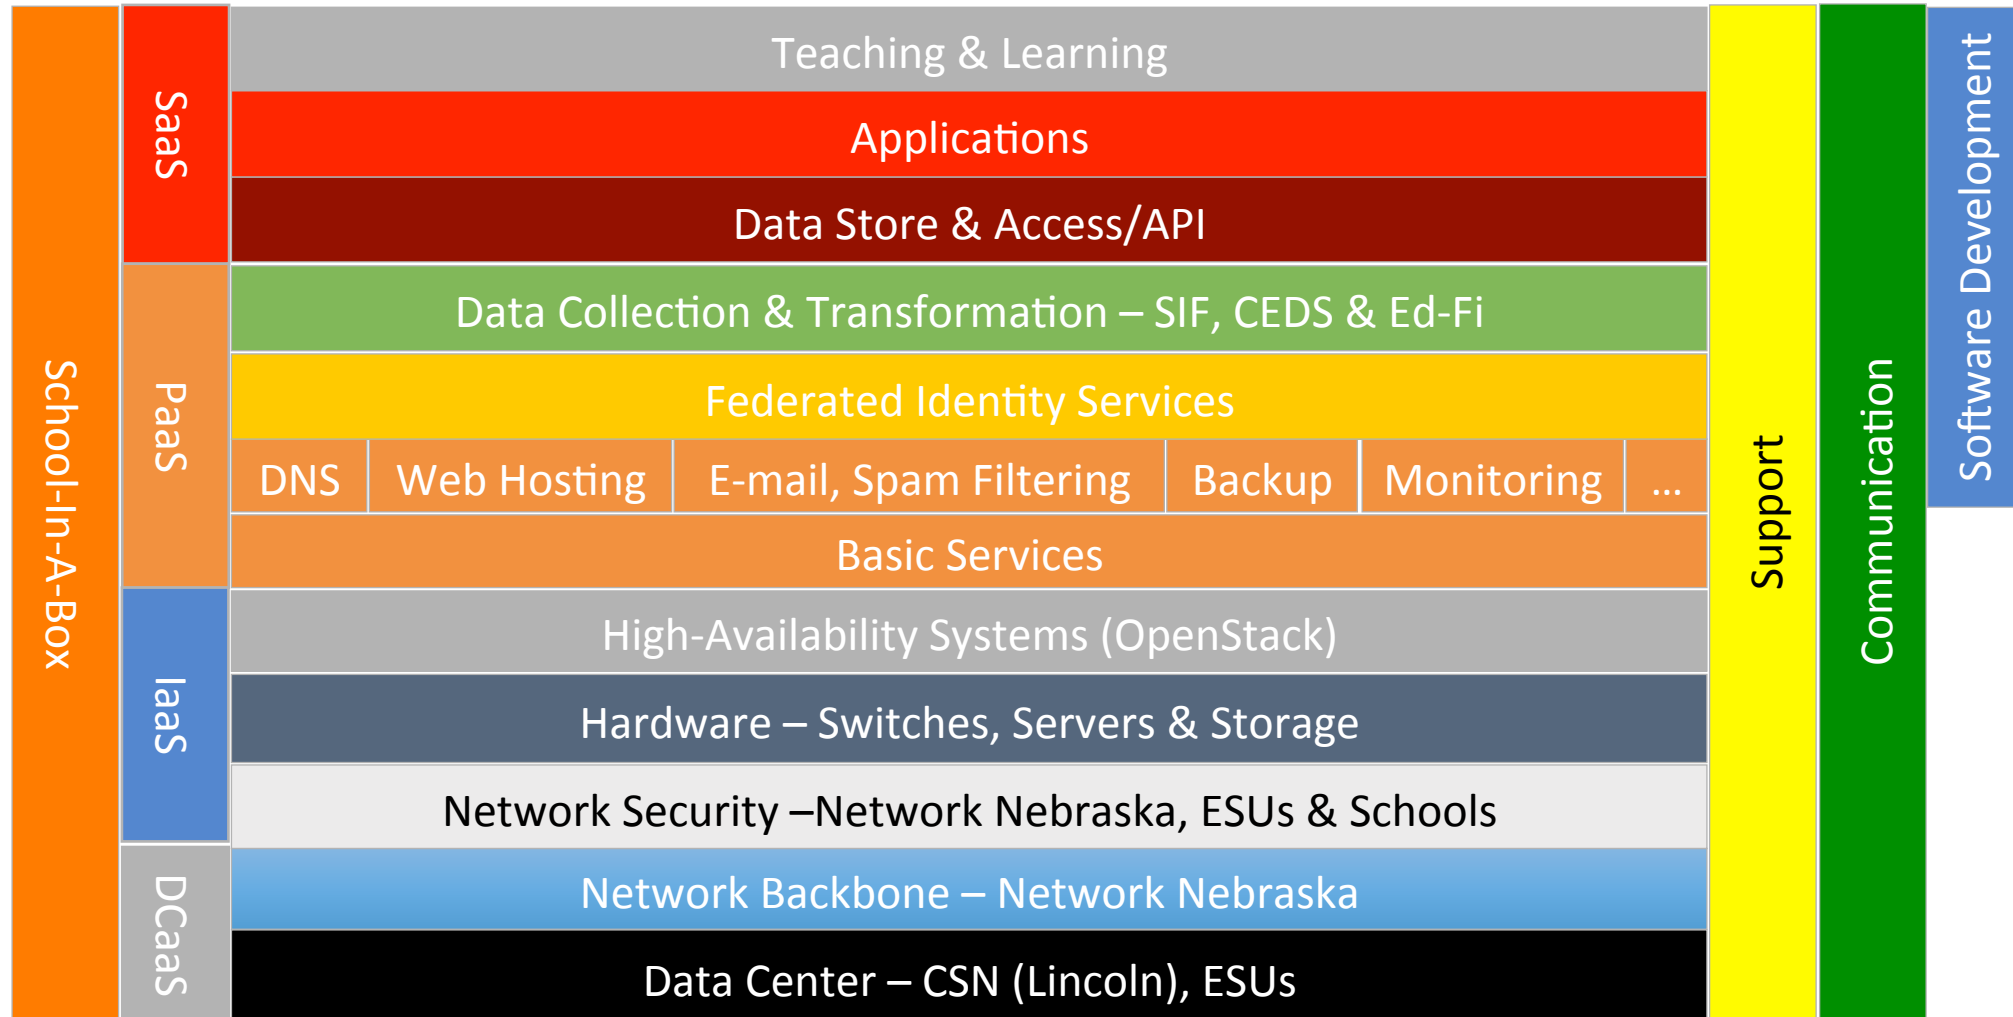 School-In-A-Box
SaaS
PaaS
IaaS
DCaaS
Teaching & Learning
Applications
Data Store & Access/API
Data Collection & Transformation – SIF, CEDS & Ed-Fi
Federated Identity Services
DNS
Web Hosting
E-mail, Spam Filtering
Backup
Monitoring
...
Basic Services
High-Availability Systems (OpenStack)
Hardware – Switches, Servers & Storage
Network Security –Network Nebraska, ESUs & Schools
Network Backbone – Network Nebraska
Data Center – CSN (Lincoln), ESUs
Support
Communication
Software Development